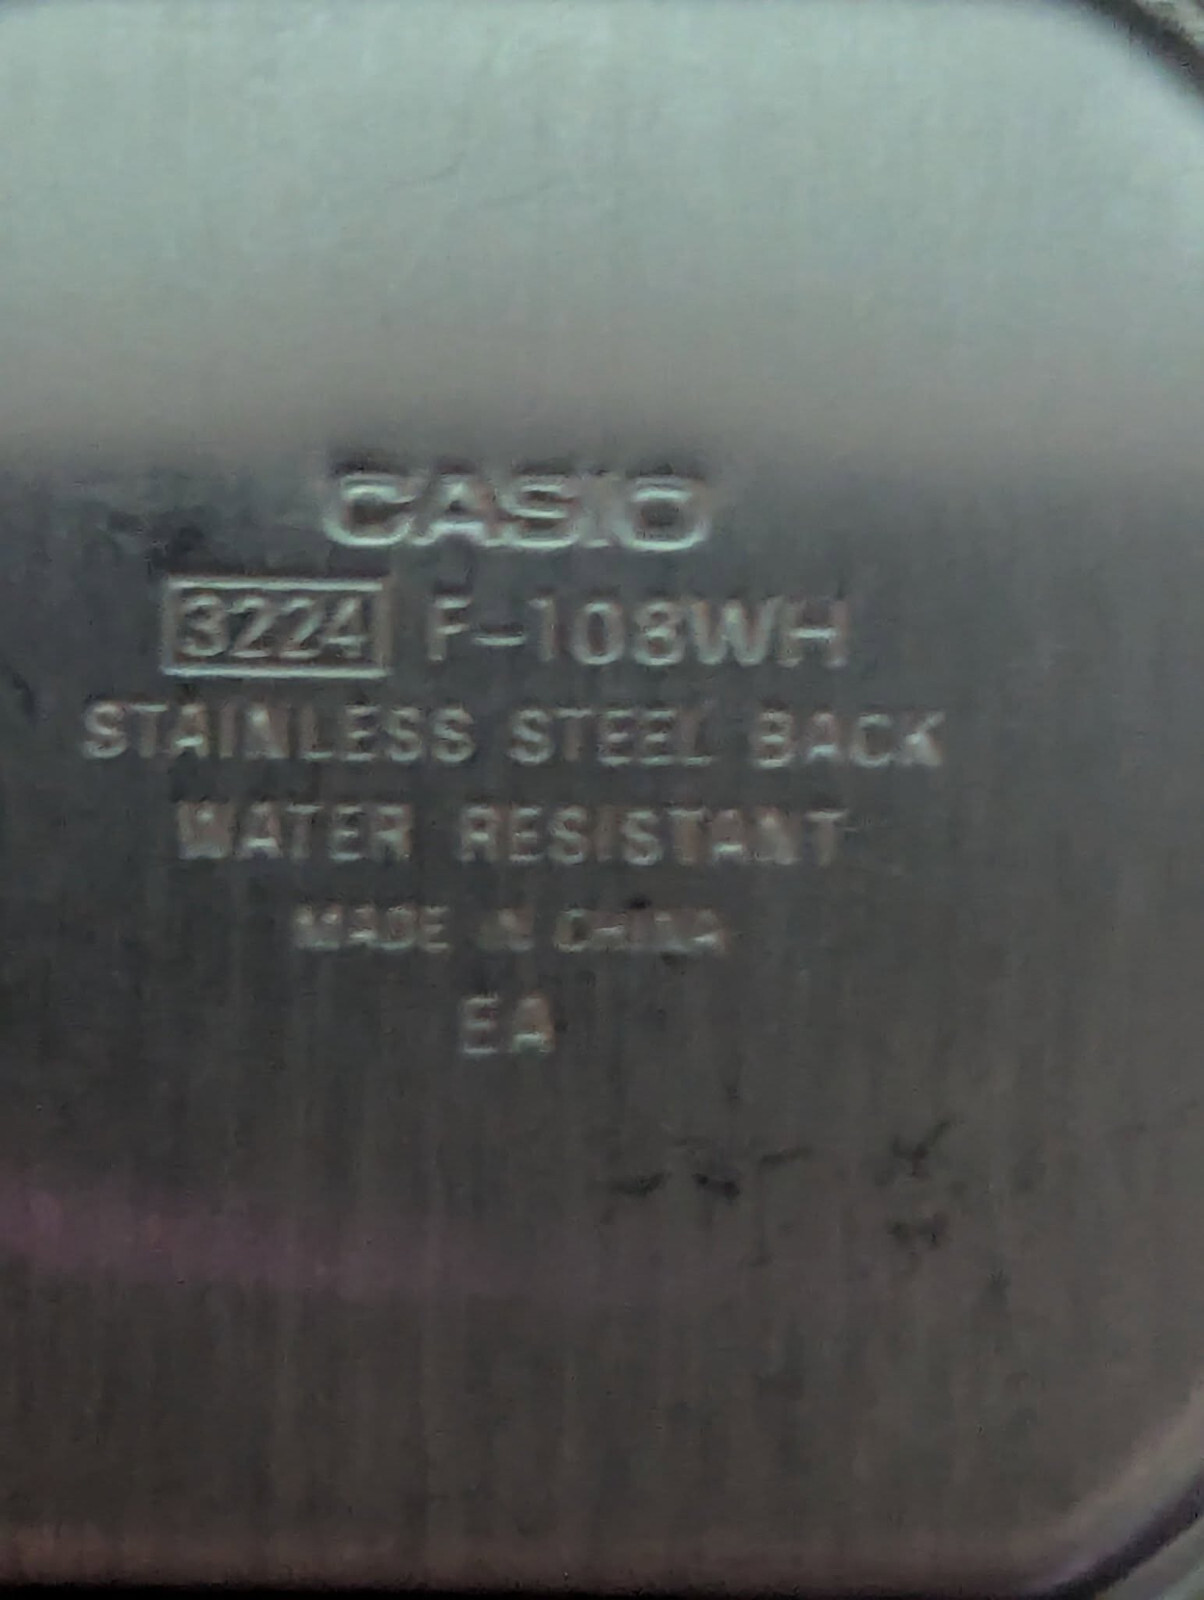 CASIO
3224 F-108WH
STAINLESS STEEL BACK
WATER RESISTANT
MADE IN CHINA
EA